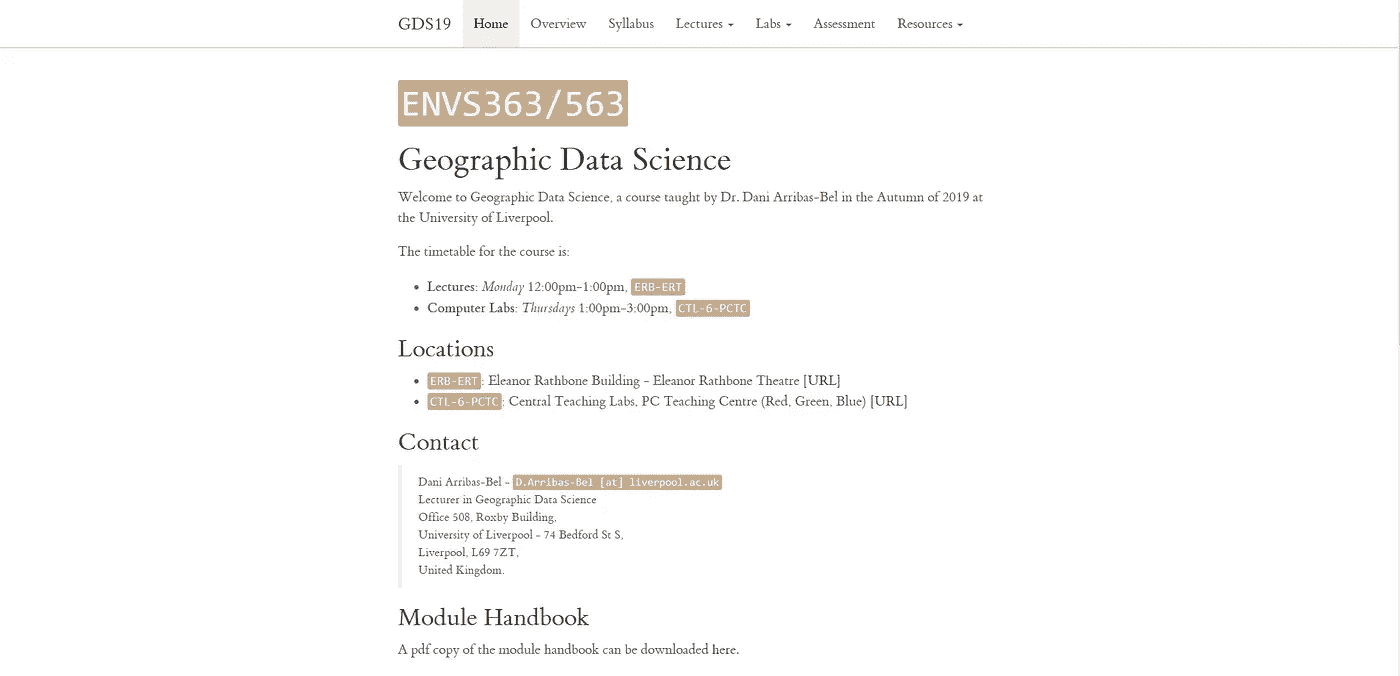 GDS19 Home Overview Syllabus Lectures Labs Assessment Resources
ENVS363/563
Geographic Data Science
Welcome to Geographic Data Science, a course taught by Dr. Dani Arribas-Bel in the Autumn of 2019 at
the University of Liverpool.
The timetable for the course is:
• Lectures: Monday 12:00pm-1:00pm, ERB-ERT
• Computer Labs: Thursdays 1:00pm-3:00pm, CTL-6-PCTC
Locations
• ERB-ERT: Eleanor Rathbone Building - Eleanor Rathbone Theatre [URL]
• CTL-6-PCTC: Central Teaching Labs, PC Teaching Centre (Red, Green, Blue) [URL]
Contact
Dani Arribas-Bel - D.Arribas-Bel [at] liverpool.ac.uk
Lecturer in Geographic Data Science
Office 508, Roxby Building,
University of Liverpool - 74 Bedford St S,
Liverpool, L69 7ZT,
United Kingdom.
Module Handbook
A pdf copy of the module handbook can be downloaded here.